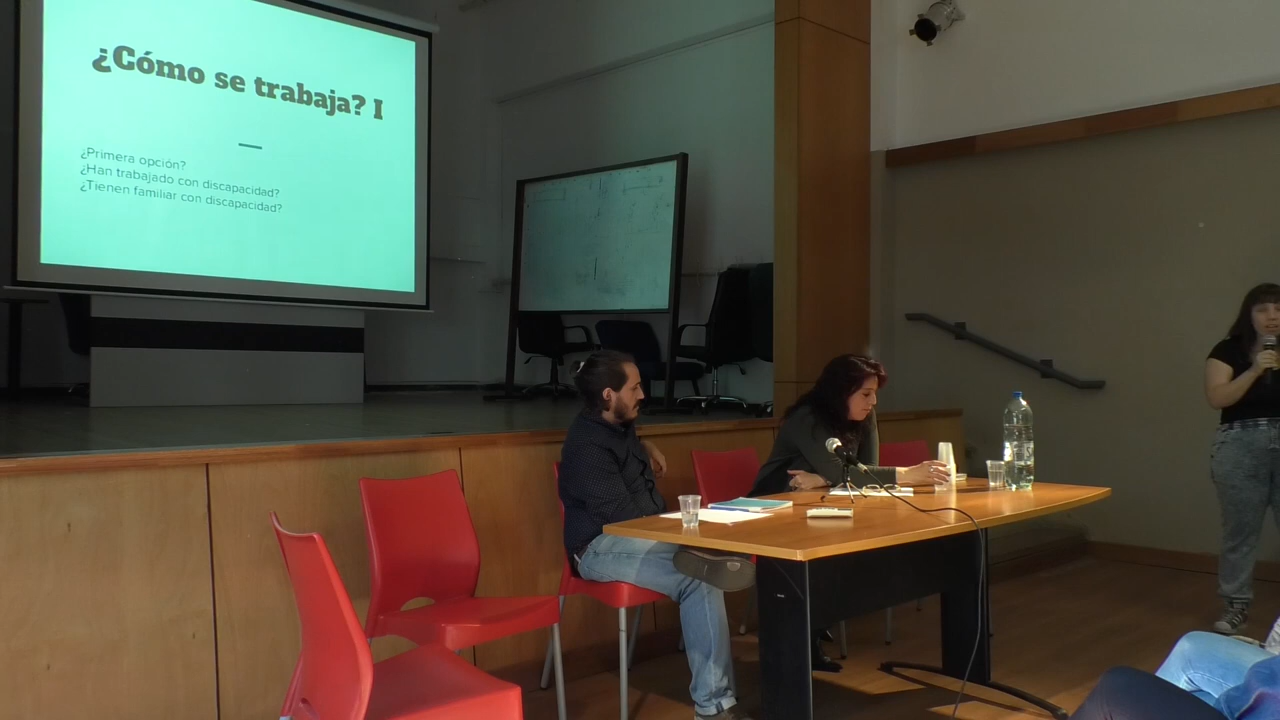 ¿Cómo se trabaja? I
¿Primera opción?
¿Han trabajado con discapacidad?
¿Tienen familiar con discapacidad?